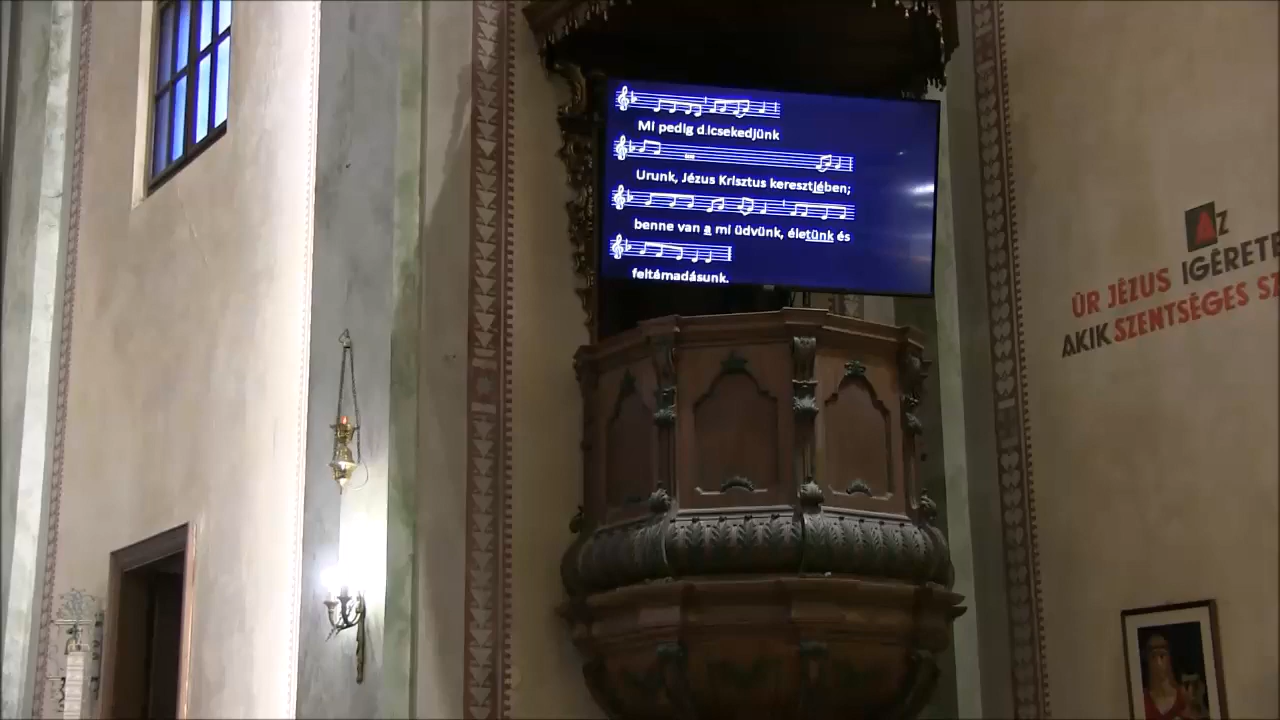 Mi pedig dicsekedjünk
Urunk, Jézus Krisztus keresztjében;
benne van a mi üdvünk, életünk és
feltámadásunk.
AZ
ÚR JÉZUS IGÉRETE
AKIK SZENTSÉGES SZ